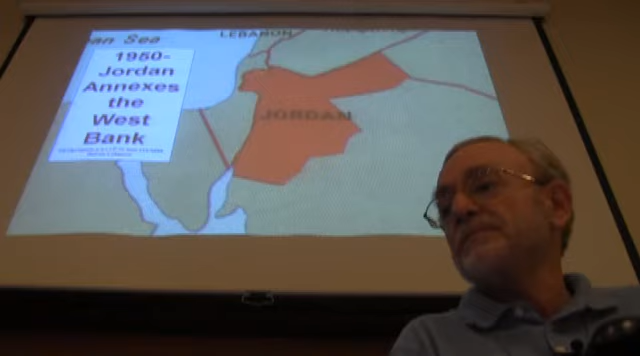 an Sea
LEBANON
1950-
Jordan
Annexes
the
West
Bank
JORDAN